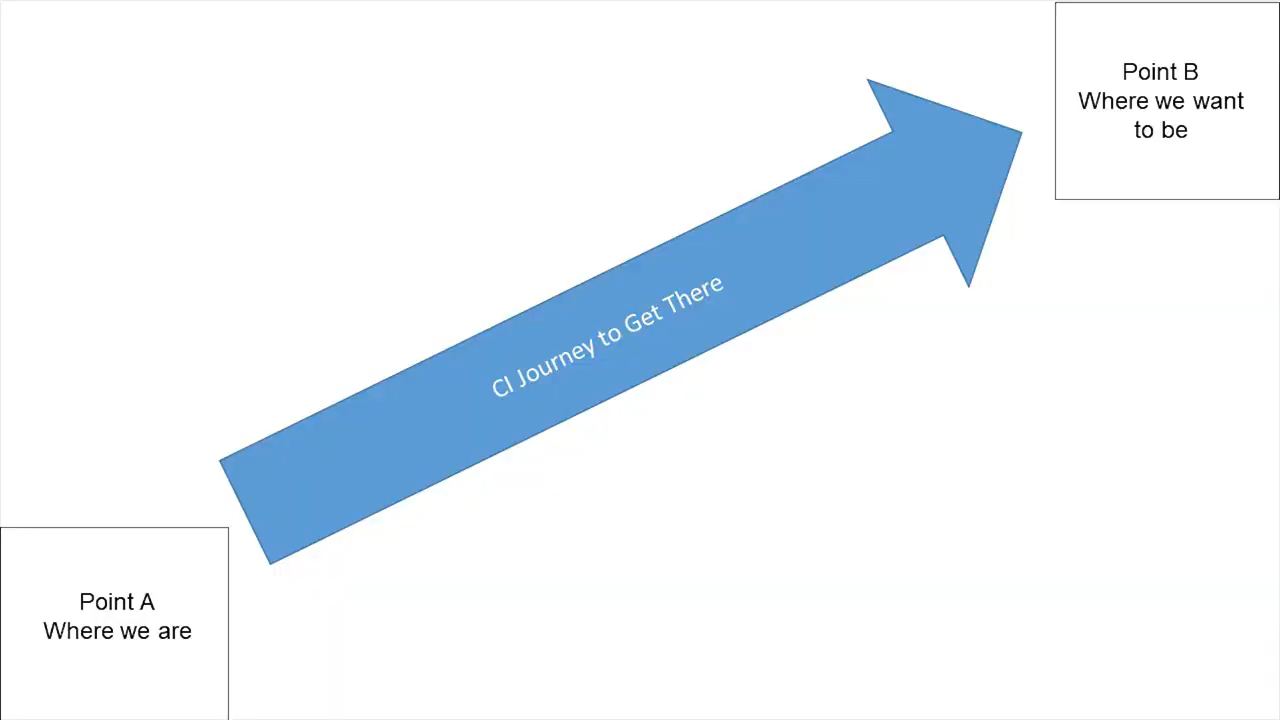 Point B
Where we want
to be
CI Journey to Get There
Point A
Where we are